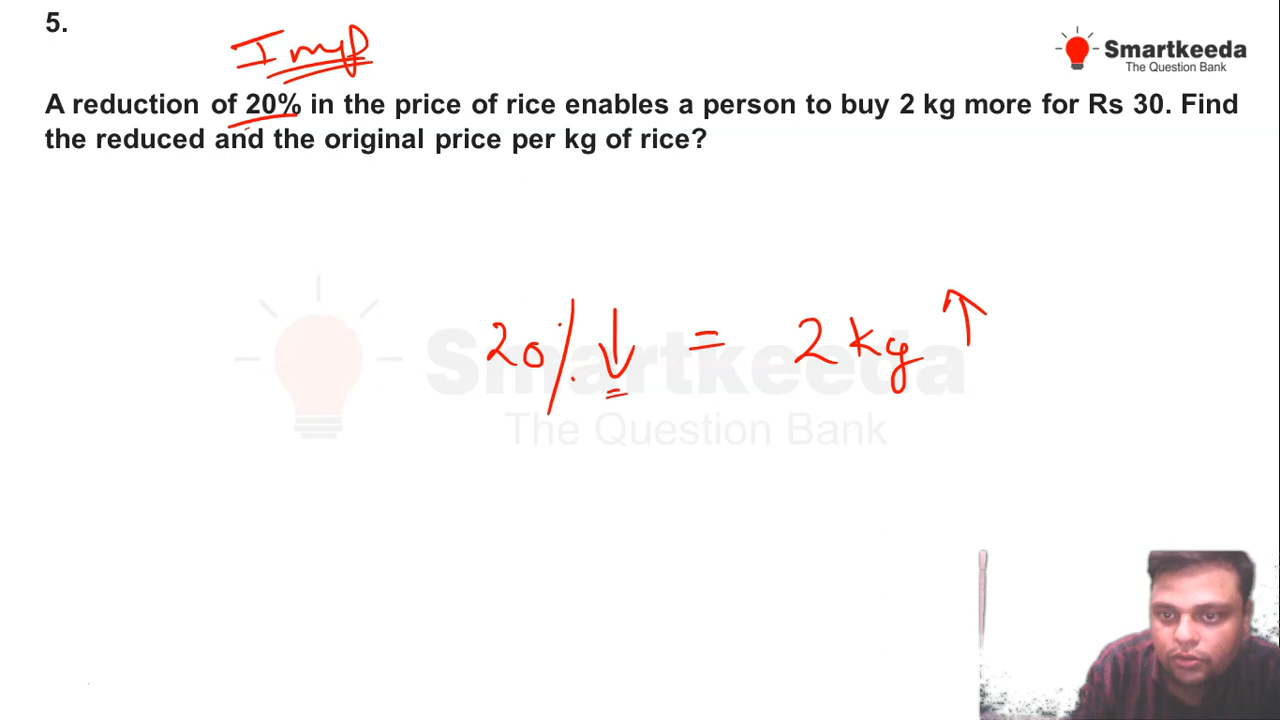 5.
Imp
Smartkeeda
The Question Bank
A reduction of 20% in the price of rice enables a person to buy 2 kg more for Rs 30. Find
the reduced and the original price per kg of rice?
20% ↓ = 2 kg ↑
Smartkeeda
The Question Bank